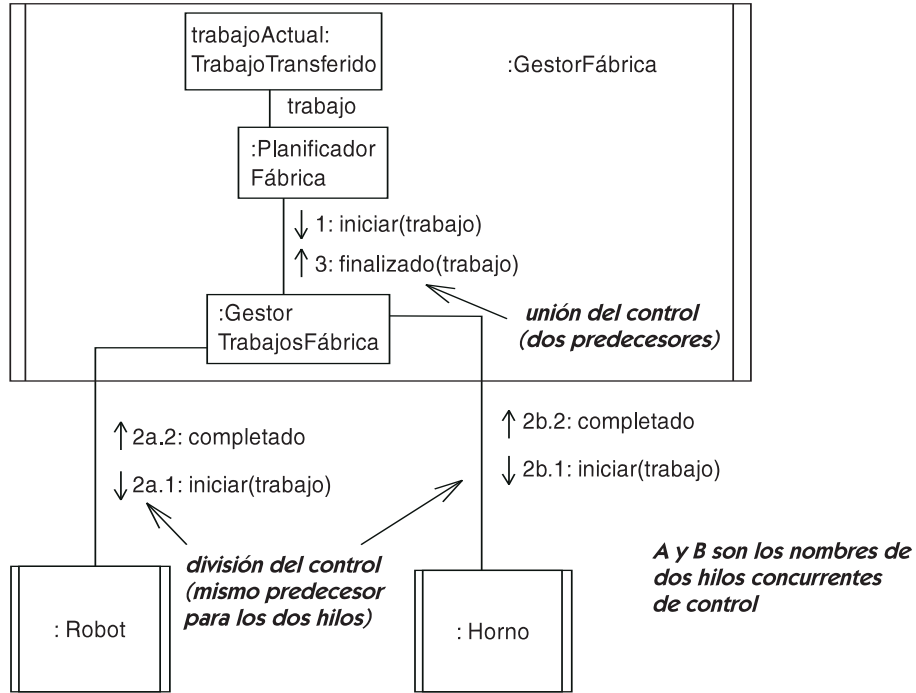 trabajoActual:
TrabajoTransferido
:GestorFábrica
trabajo
:Planificador
Fábrica
1: iniciar(trabajo)
3: finalizado(trabajo)
:Gestor
TrabajosFábrica
unión del control
(dos predecesores)
2a.2: completado
2a.1: iniciar(trabajo)
2b.2: completado
2b.1: iniciar(trabajo)
división del control
(mismo predecesor
para los dos hilos)
A y B son los nombres de
dos hilos concurrentes
de control
: Robot
: Horno